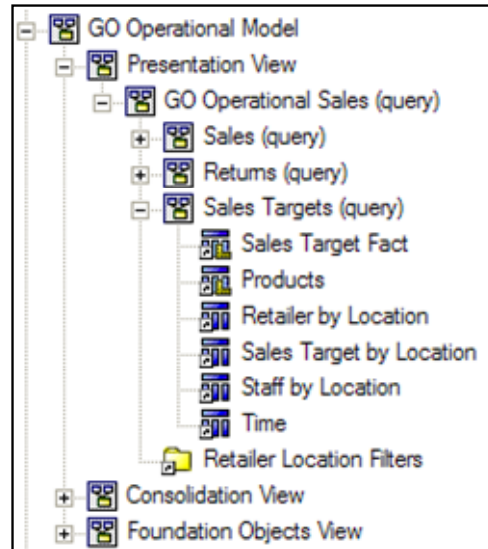 GO Operational Model
Presentation View
GO Operational Sales (query)
Sales (query)
Returns (query)
Sales Targets (query)
Sales Target Fact
Products
Retailer by Location
Sales Target by Location
Staff by Location
Time
Retailer Location Filters
Consolidation View
Foundation Objects View